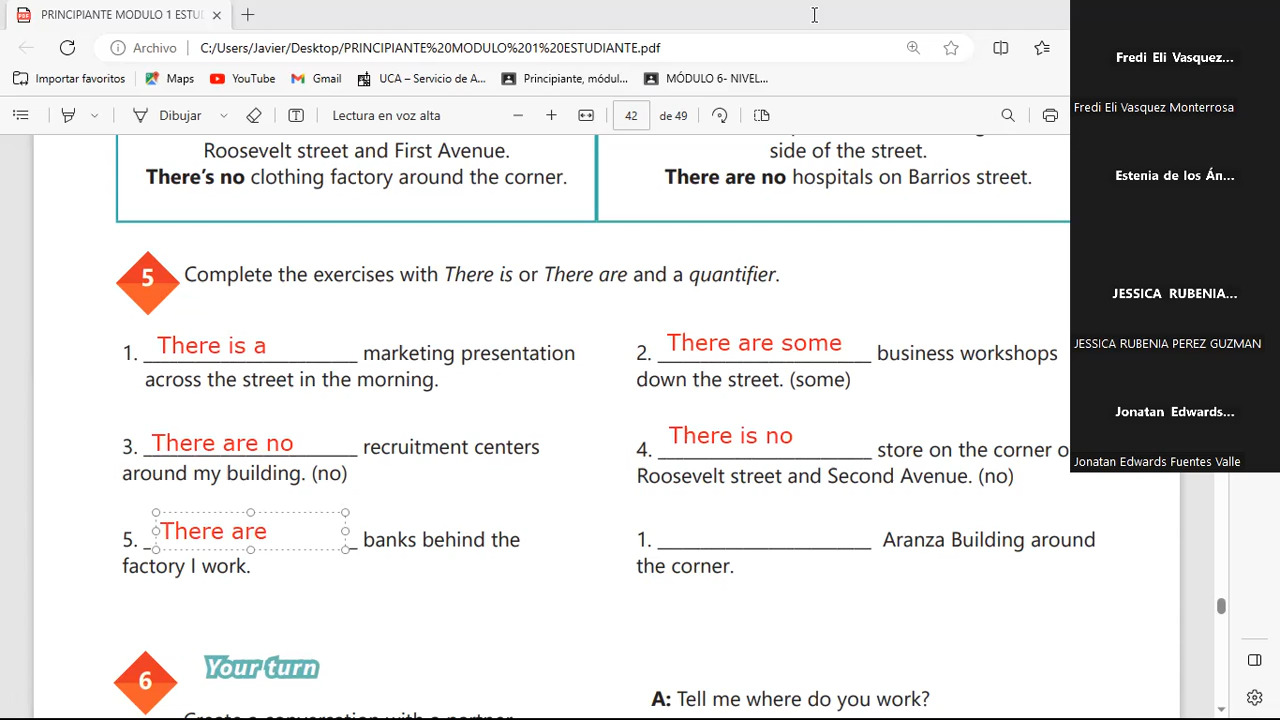 PRINCIPIANTE MODULO 1 ESTU
Archivo
C:/Users/Javier/Desktop/PRINCIPIANTE%20MODULO%201%20ESTUDIANTE.pdf
Importar favoritos
Maps
YouTube
Gmail
UCA – Servicio de A...
Principiante, módul...
MÓDULO 6- NIVEL...
Dibujar
Lectura en voz alta
42
de 49
Roosevelt street and First Avenue.
There's no clothing factory around the corner.
side of the street.
There are no hospitals on Barrios street.
5
Complete the exercises with There is or There are and a quantifier.
1. There is a marketing presentation
across the street in the morning.
2. There are some business workshops
down the street. (some)
3. There are no recruitment centers
around my building. (no)
4. There is no store on the corner o
Roosevelt street and Second Avenue. (no)
5. There are banks behind the
factory I work.
1. ____________________ Aranza Building around
the corner.
6
Your turn
A: Tell me where do you work?
Create a conversation with a partner
Fredi Eli Vasquez...
Fredi Eli Vasquez Monterrosa
Estenia de los Án...
JESSICA RUBENIA...
JESSICA RUBENIA PEREZ GUZMAN
Jonatan Edwards...
Jonatan Edwards Fuentes Valle